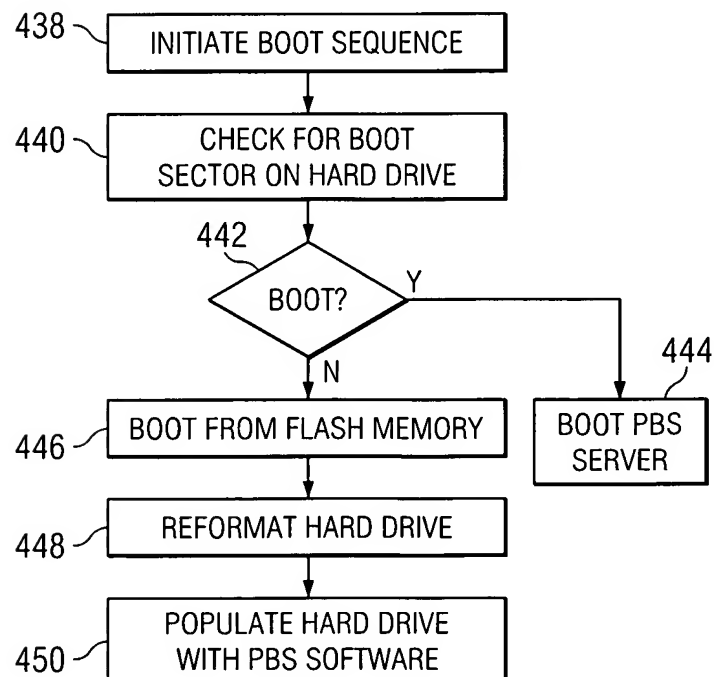 438
INITIATE BOOT SEQUENCE
440
CHECK FOR BOOT
SECTOR ON HARD DRIVE
442
BOOT?
Y
N
444
BOOT PBS
SERVER
446
BOOT FROM FLASH MEMORY
448
REFORMAT HARD DRIVE
450
POPULATE HARD DRIVE
WITH PBS SOFTWARE